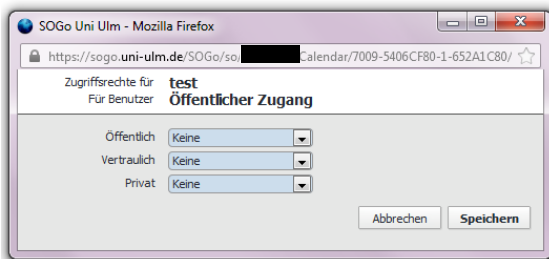 SOGo Uni Ulm - Mozilla Firefox
https://sogo.uni-ulm.de/SOGo/so/ Calendar/7009-5406CF80-1-652A1C80/
Zugriffsrechte für test
Für Benutzer Öffentlicher Zugang
Öffentlich Keine
Vertraulich Keine
Privat Keine
Abbrechen Speichern